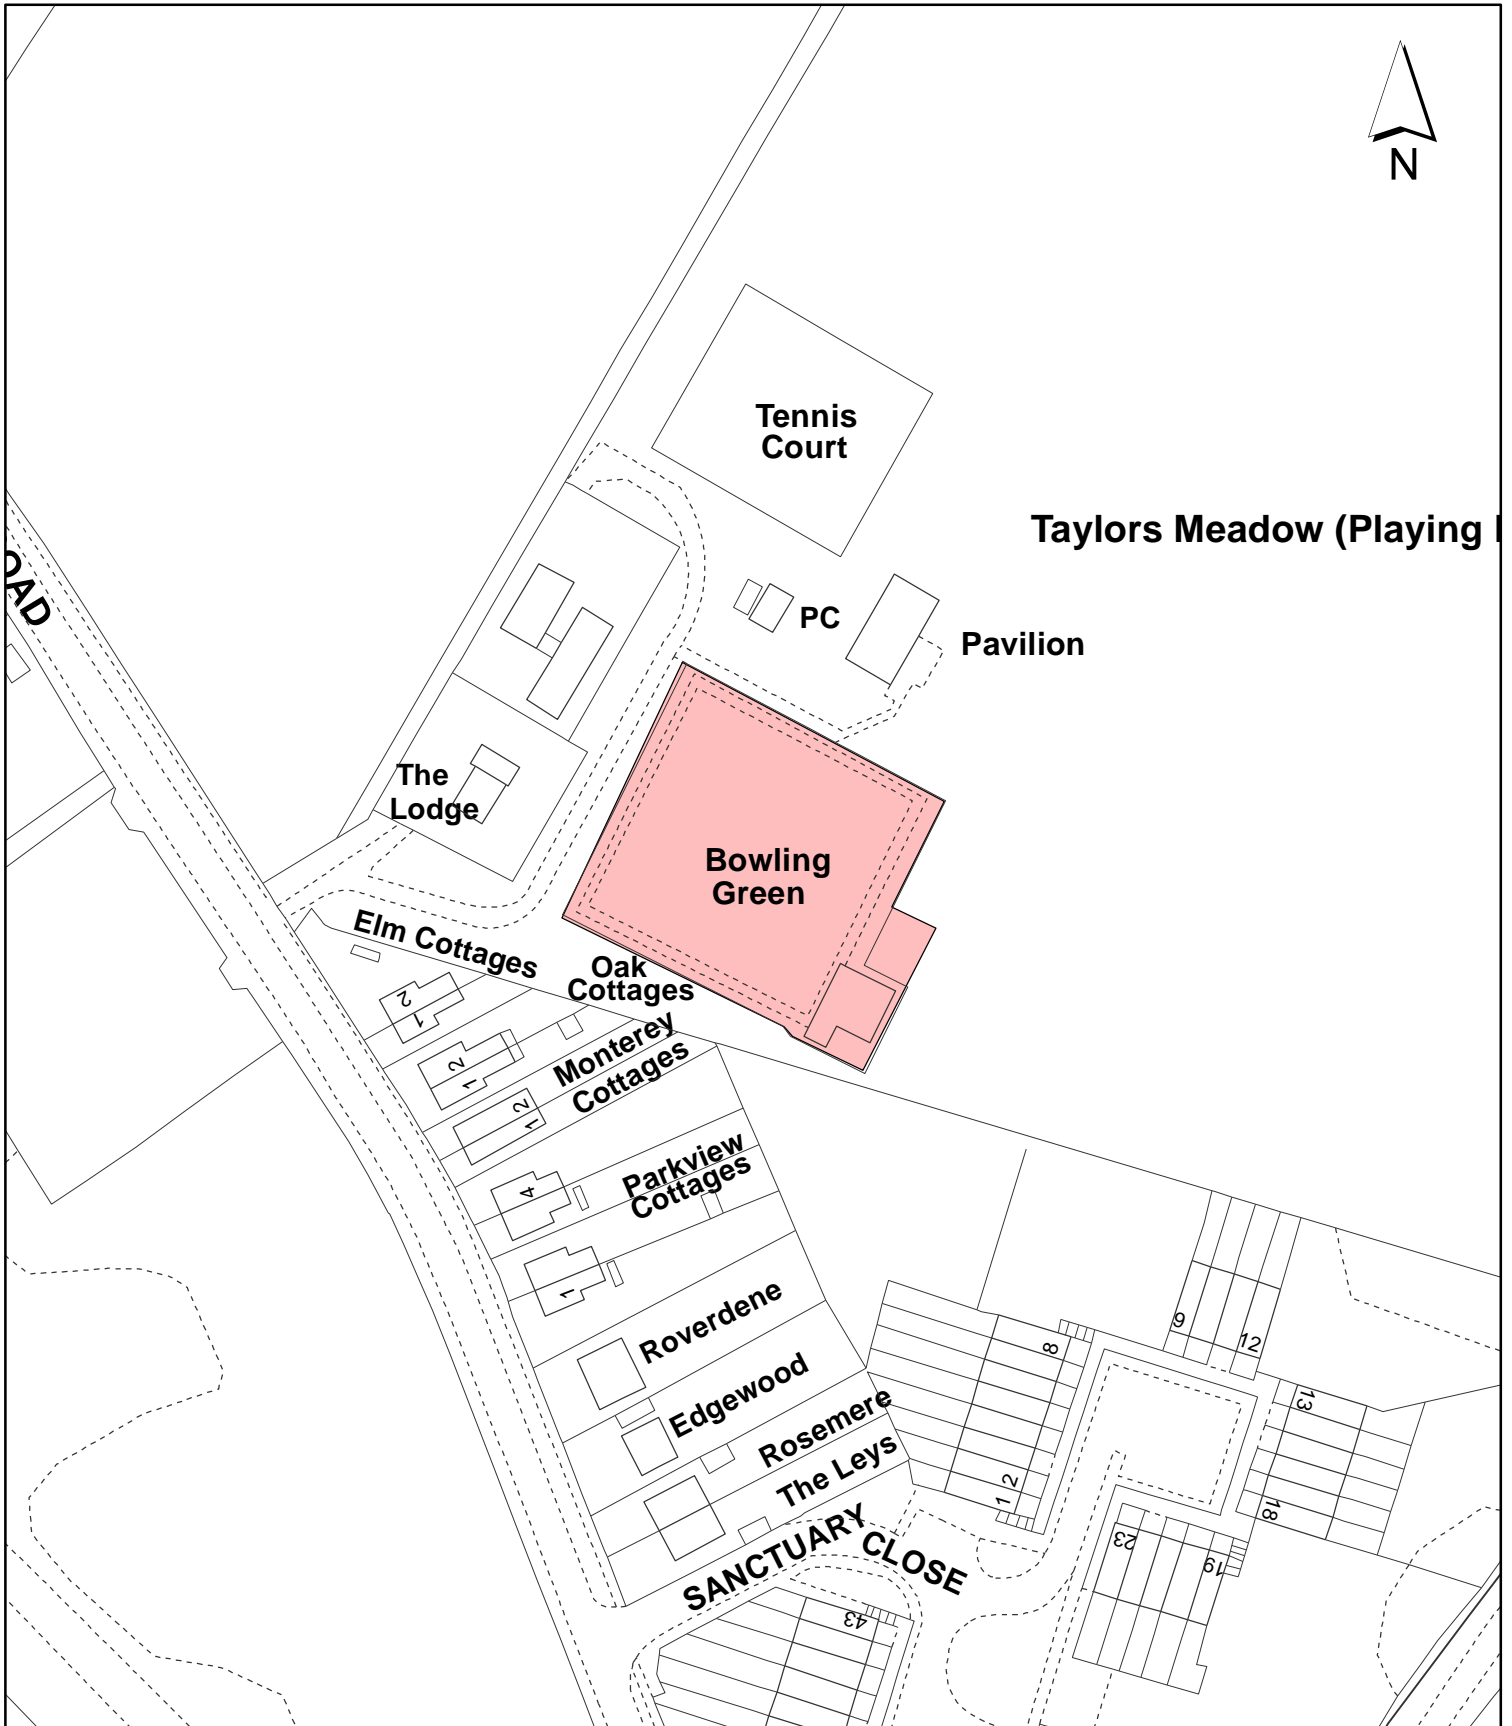 N
Tennis
Court
Taylors Meadow (Playing
OAD
PC
Pavilion
The
Lodge
Bowling
Green
Elm Cottages
Oak
Cottages
2
1
Monterey
Cottages
2
1
2
1
Parkview
Cottages
4
1
Roverdene
Edgewood
Rosemere
The Leys
SANCTUARY
CLOSE
8
2
1
9
12
13
18
23
19
43